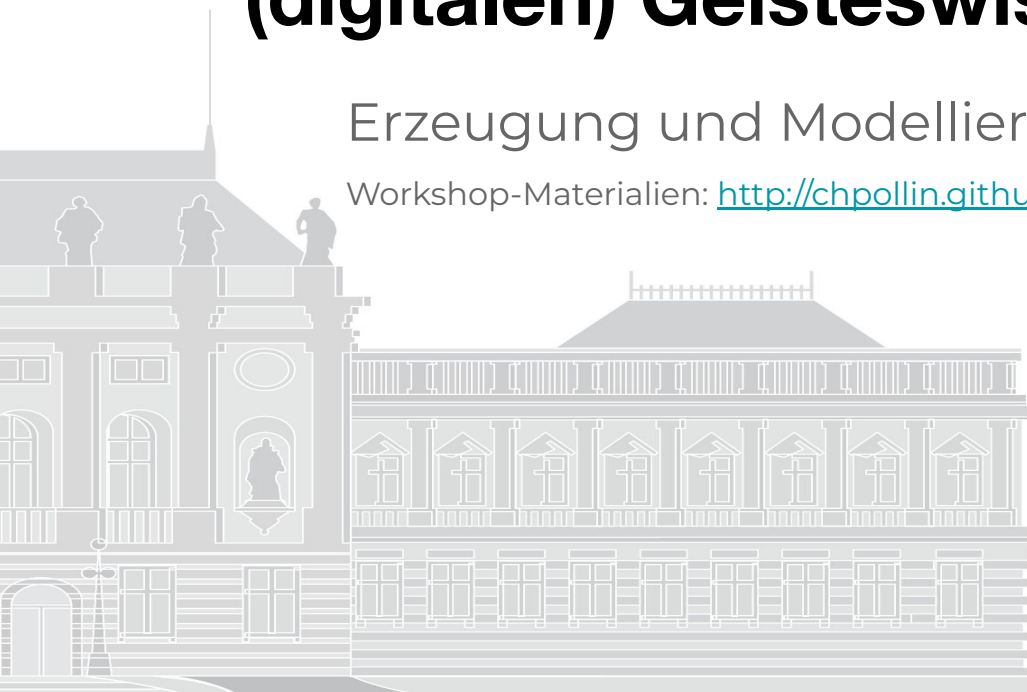 (digitalen) Geisteswis
Erzeugung und Modellier
Workshop-Materialien: http://chpollin.githu